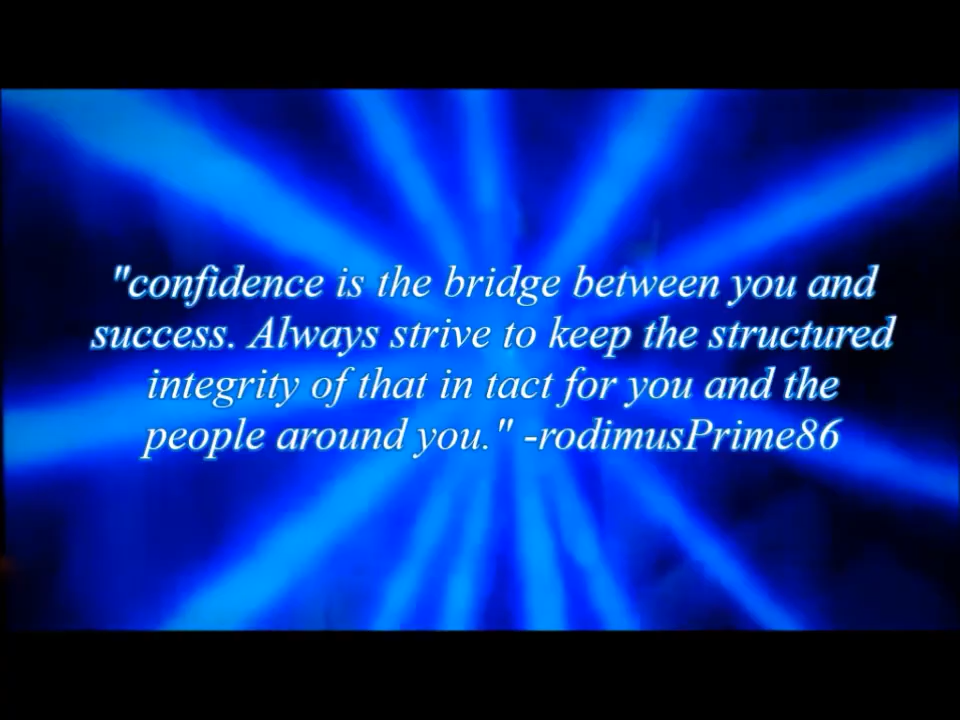 "confidence is the bridge between you and
success. Always strive to keep the structured
integrity of that in tact for you and the
people around you." -rodimusPrime86